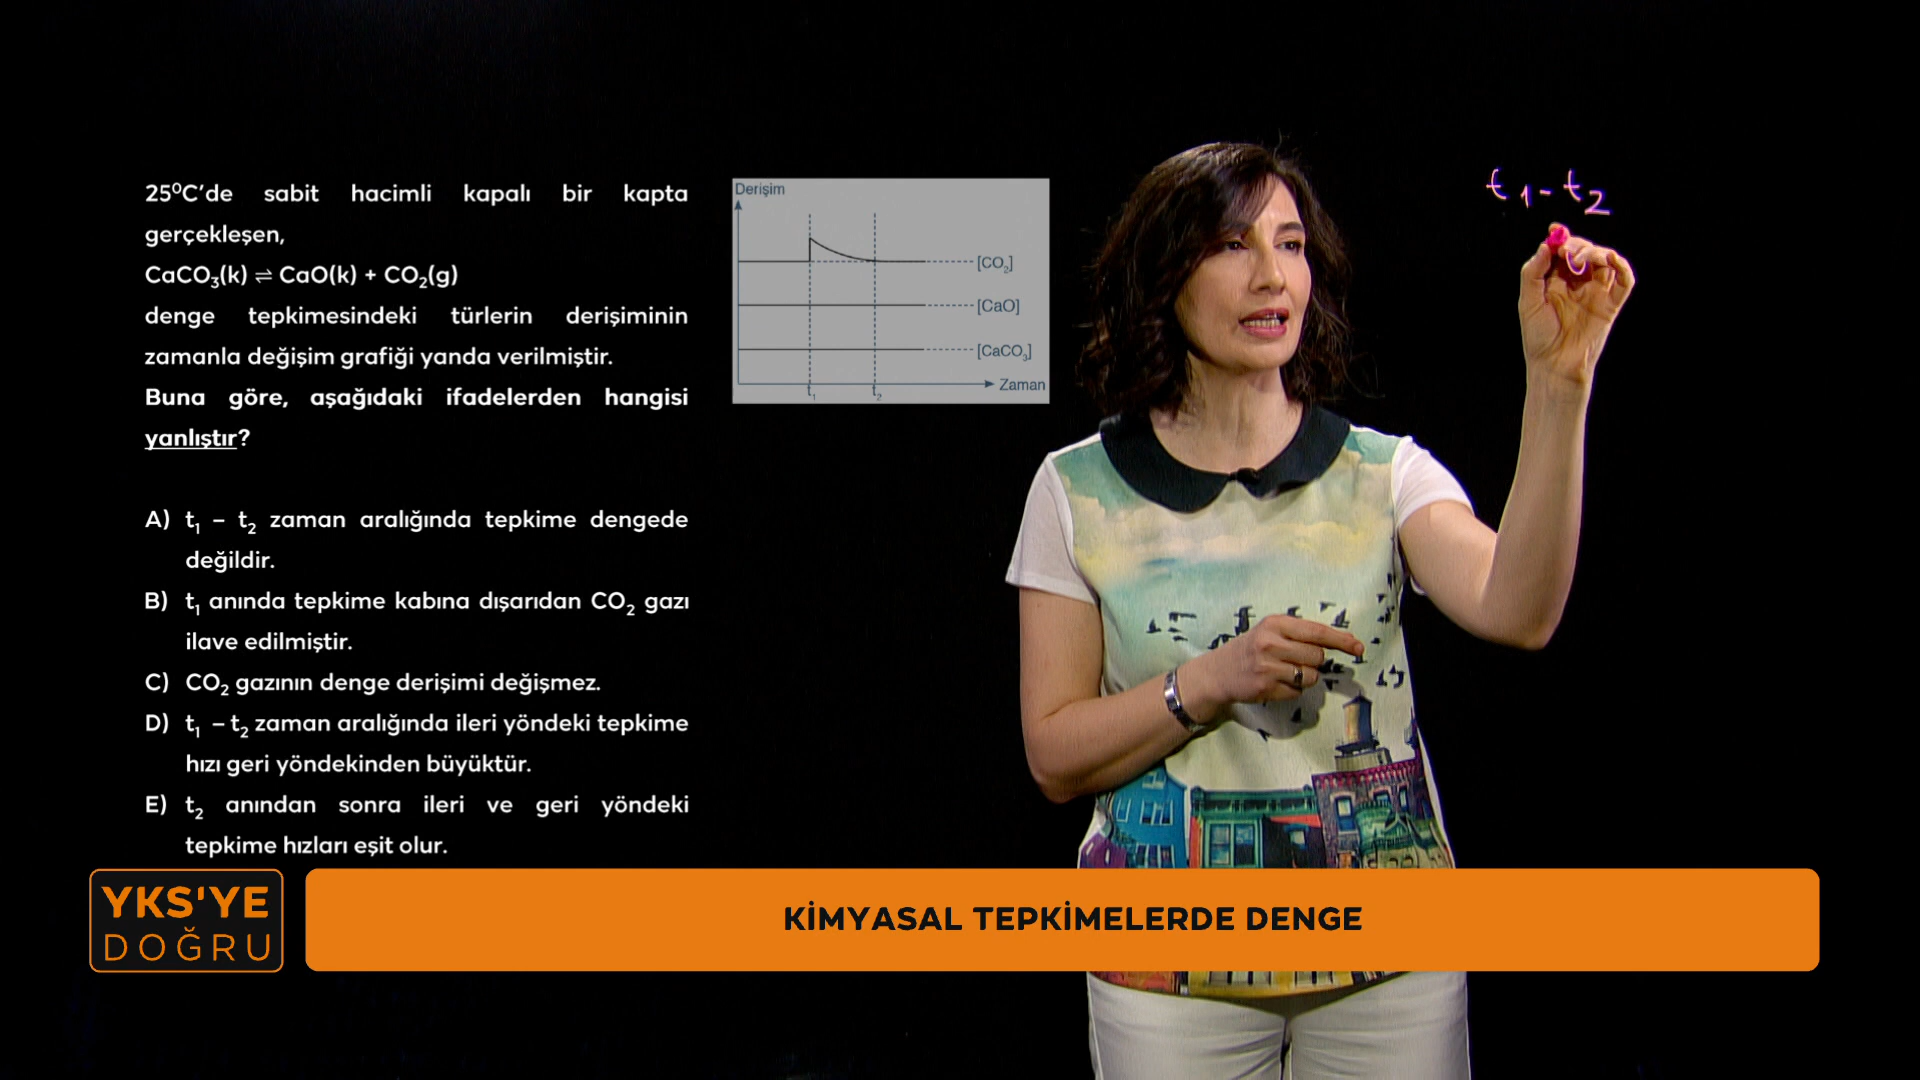 25⁰C'de sabit hacimli kapalı bir kapta
gerçekleşen,
CaCO₃(k) ⇌ CaO(k) + CO₂(g)
denge tepkimesindeki türlerin derişiminin
zamanla değişim grafiği yanda verilmiştir.
Buna göre, aşağıdaki ifadelerden hangisi
yanlıştır?
A) t₁ – t₂ zaman aralığında tepkime dengede
değildir.
B) t₁ anında tepkime kabına dışarıdan CO₂ gazı
ilave edilmiştir.
C) CO₂ gazının denge derişimi değişmez.
D) t₁ – t₂ zaman aralığında ileri yöndeki tepkime
hızı geri yöndekinden büyüktür.
E) t₂ anından sonra ileri ve geri yöndeki
tepkime hızları eşit olur.
Derişim
[CO₂]
[CaO]
[CaCO₃]
Zaman
t₁ t₂
t₁ - t₂
YKS'YE
DOĞRU
KİMYASAL TEPKİMELERDE DENGE